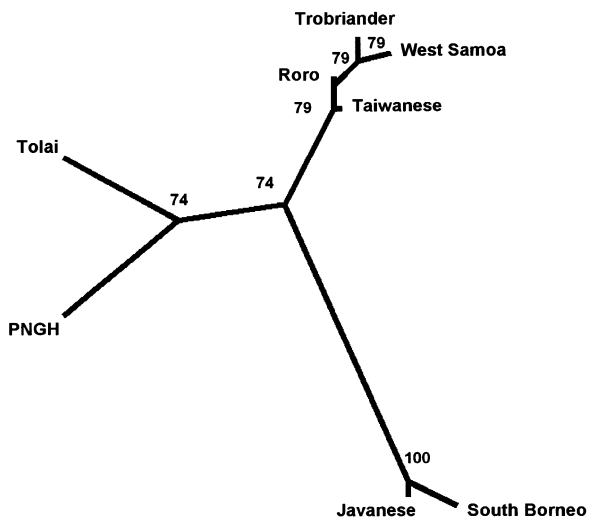 Trobriander
79
79
West Samoa
Roro
79
Taiwanese
Tolai
74
74
PNGH
100
Javanese
South Borneo